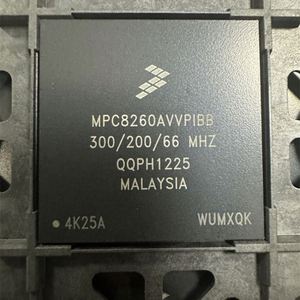 MPC8260AVVPIBB
300/200/66 MHZ
QQPH1225
MALAYSIA
4K25A WUMXQK